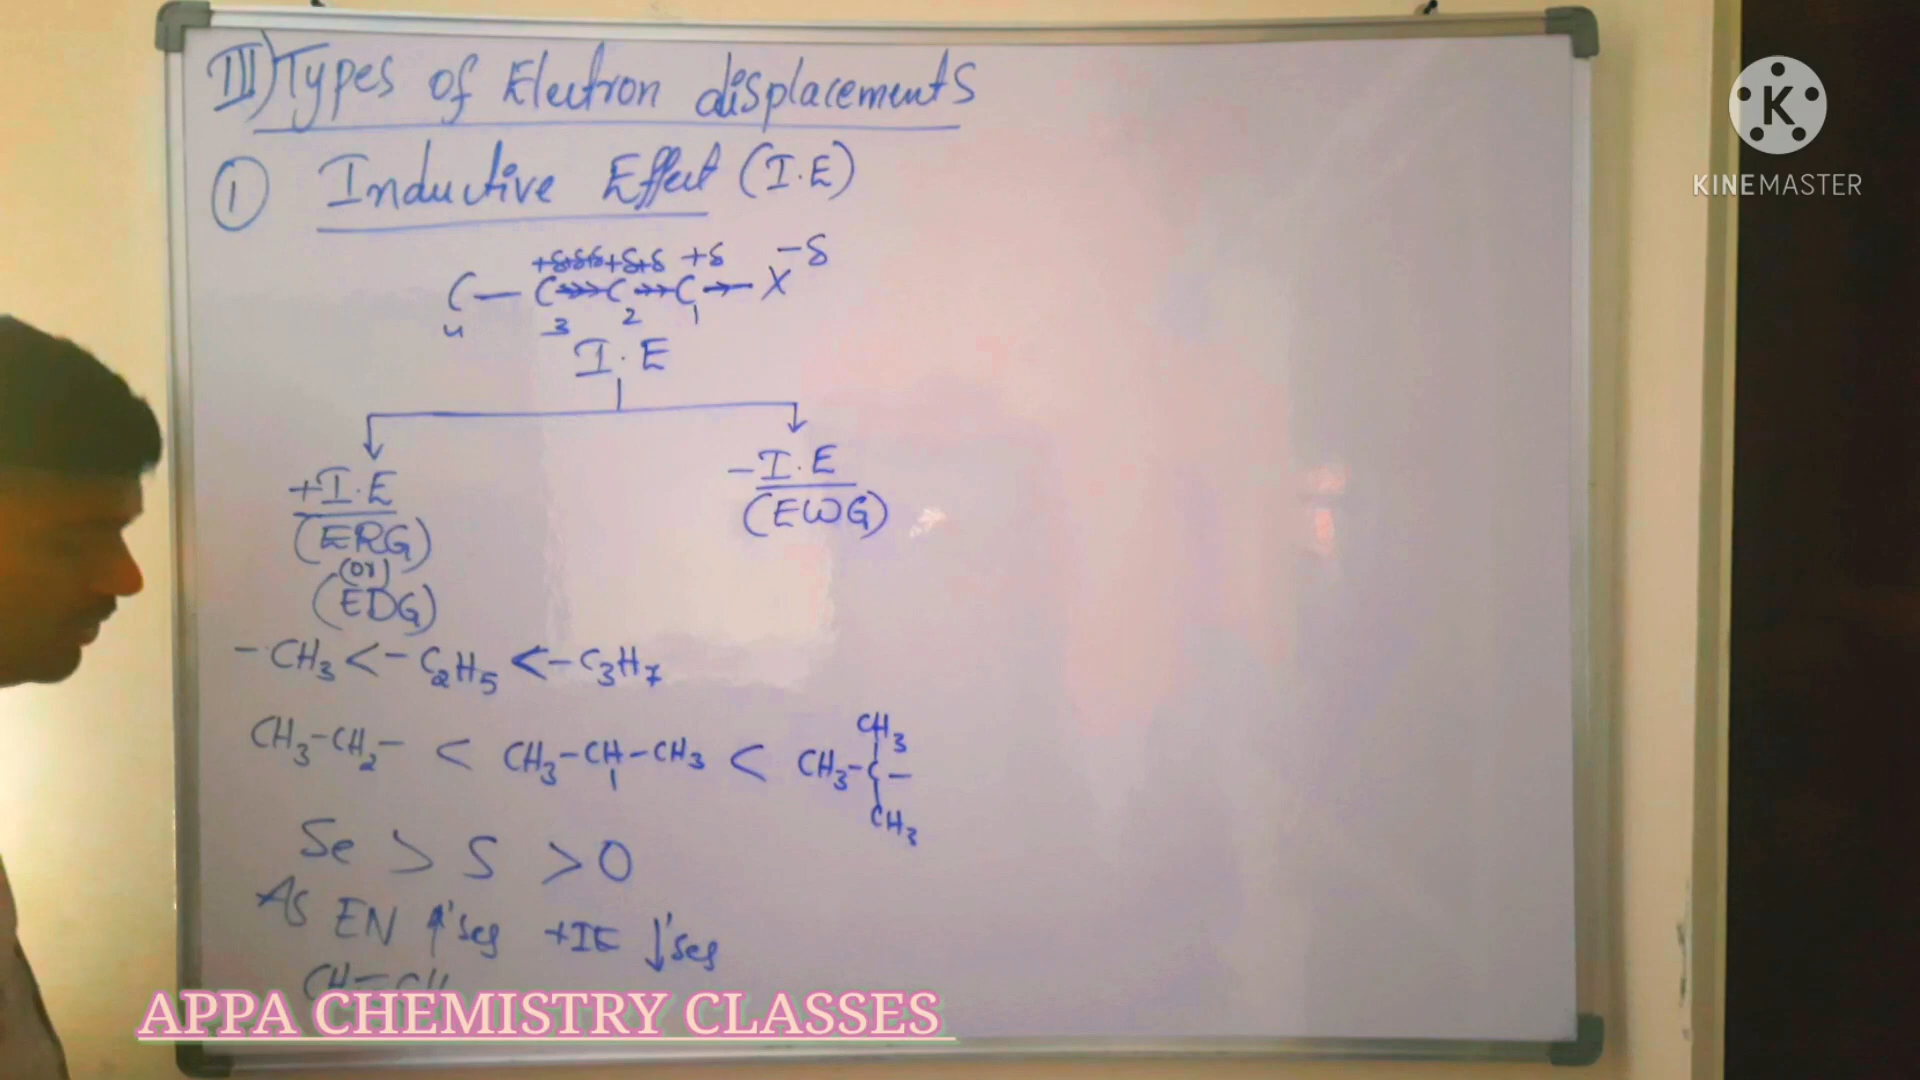 III) Types of Electron displacements
① Inductive Effect (I.E)
+δδδ +δδ +δ -δ
C — C →→→ C →→ C → X
4 3 2 1
I.E
+I.E -I.E
(ERG) (EWG)
(or)
(EDG)
-CH₃ < -C₂H₅ < -C₃H₇
CH₃
CH₃-CH₂- < CH₃-CH-CH₃ < CH₃-C-
CH₃
Se > S > O
As EN ↑'ses +IE ↓'ses
APPA CHEMISTRY CLASSES
K
KINEMASTER